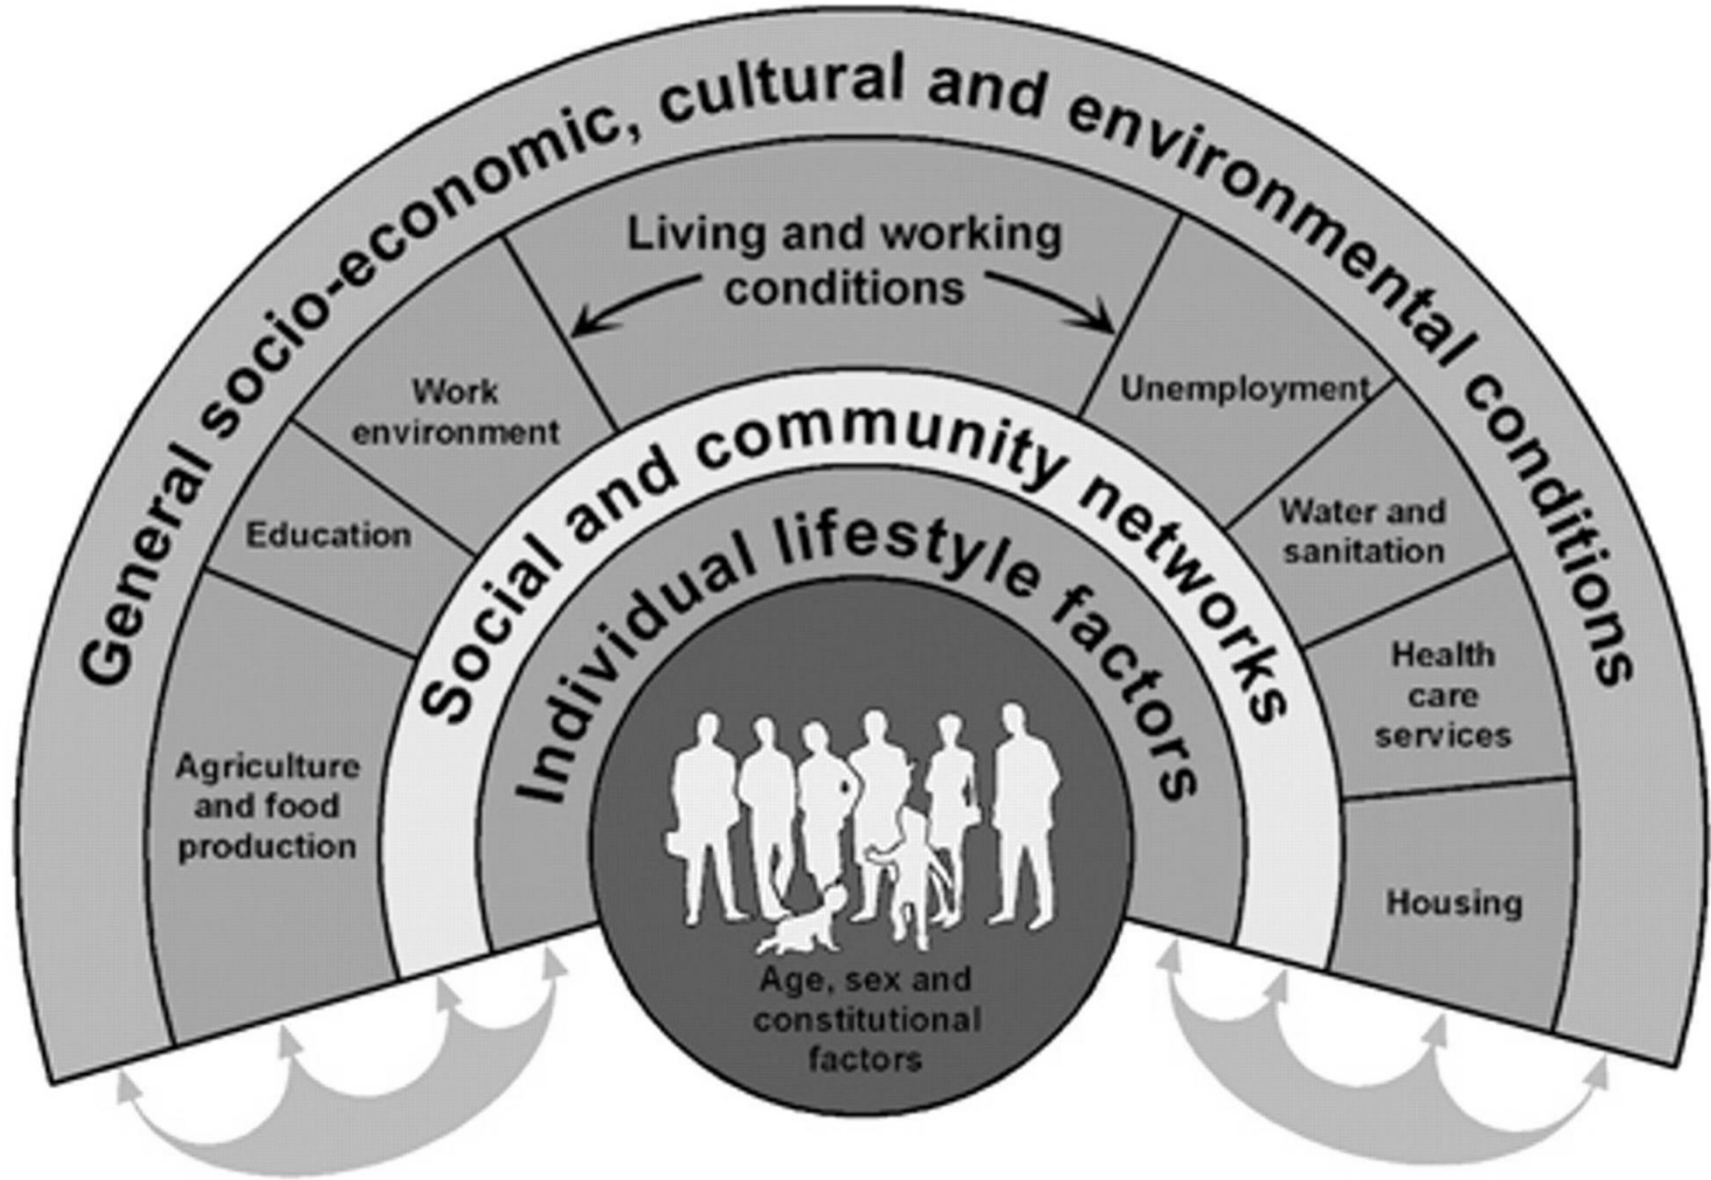 General socio-economic, cultural and environmental conditions
Living and working
conditions
Work
environment
Education
Agriculture
and food
production
Unemployment
Water and
sanitation
Health
care
services
Housing
Social and community networks
Individual lifestyle factors
Age, sex and
constitutional
factors